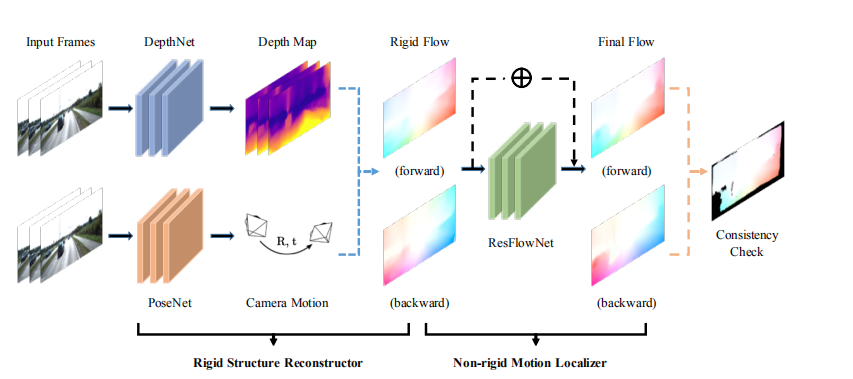 Input Frames
DepthNet
Depth Map
Rigid Flow
Final Flow
(forward)
(forward)
R, t
ResFlowNet
Consistency
Check
PoseNet
Camera Motion
(backward)
(backward)
Rigid Structure Reconstructor
Non-rigid Motion Localizer